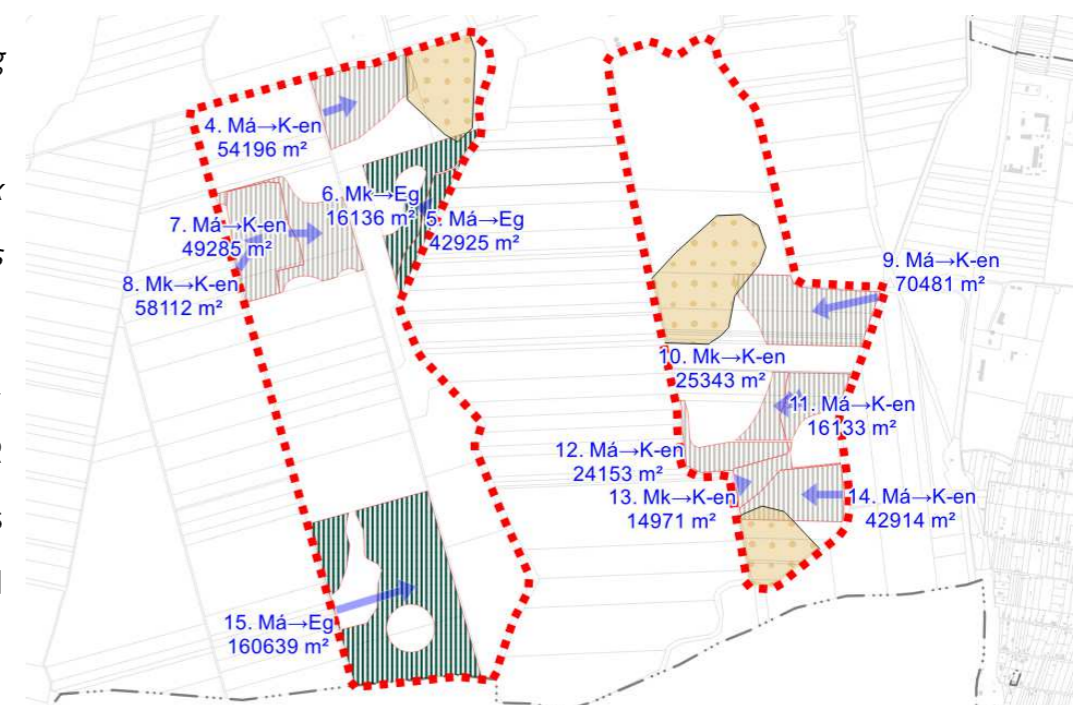 g
4. Má→K-en
54196 m²
k
6. Mk→Eg
16136 m²
5. Má→Eg
42925 m²
7. Má→K-en
49285 m²
s
8. Mk→K-en
58112 m²
9. Má→K-en
70481 m²
10. Mk→K-en
25343 m²
11. Má→K-en
16133 m²
12. Má→K-en
24153 m²
13. Mk→K-en
14971 m²
14. Má→K-en
42914 m²
s
15. Má→Eg
160639 m²